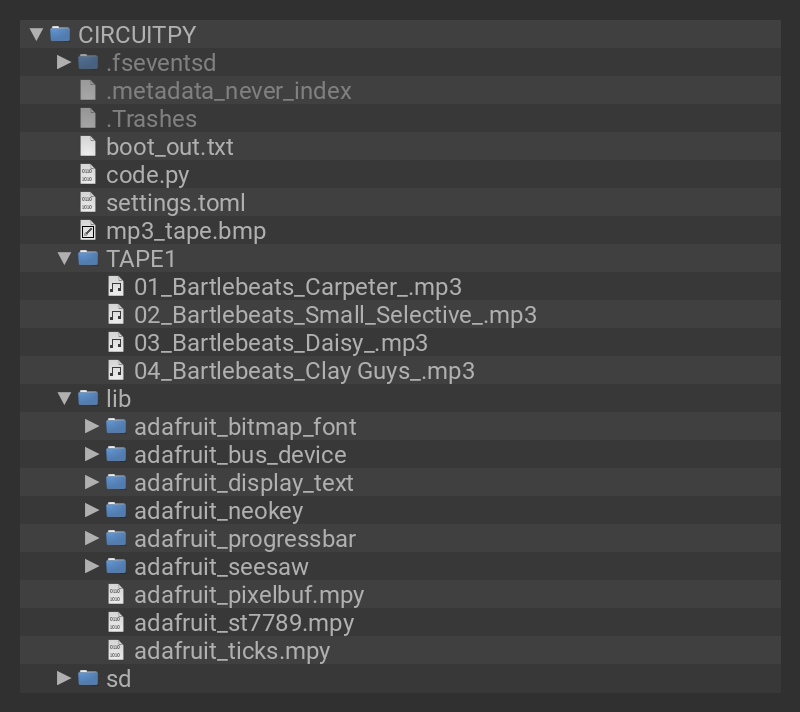 CIRCUITPY
.fseventsd
.metadata_never_index
.Trashes
boot_out.txt
code.py
settings.toml
mp3_tape.bmp
TAPE1
01_Bartlebeats_Carpeter_.mp3
02_Bartlebeats_Small_Selective_.mp3
03_Bartlebeats_Daisy_.mp3
04_Bartlebeats_Clay Guys_.mp3
lib
adafruit_bitmap_font
adafruit_bus_device
adafruit_display_text
adafruit_neokey
adafruit_progressbar
adafruit_seesaw
adafruit_pixelbuf.mpy
adafruit_st7789.mpy
adafruit_ticks.mpy
sd